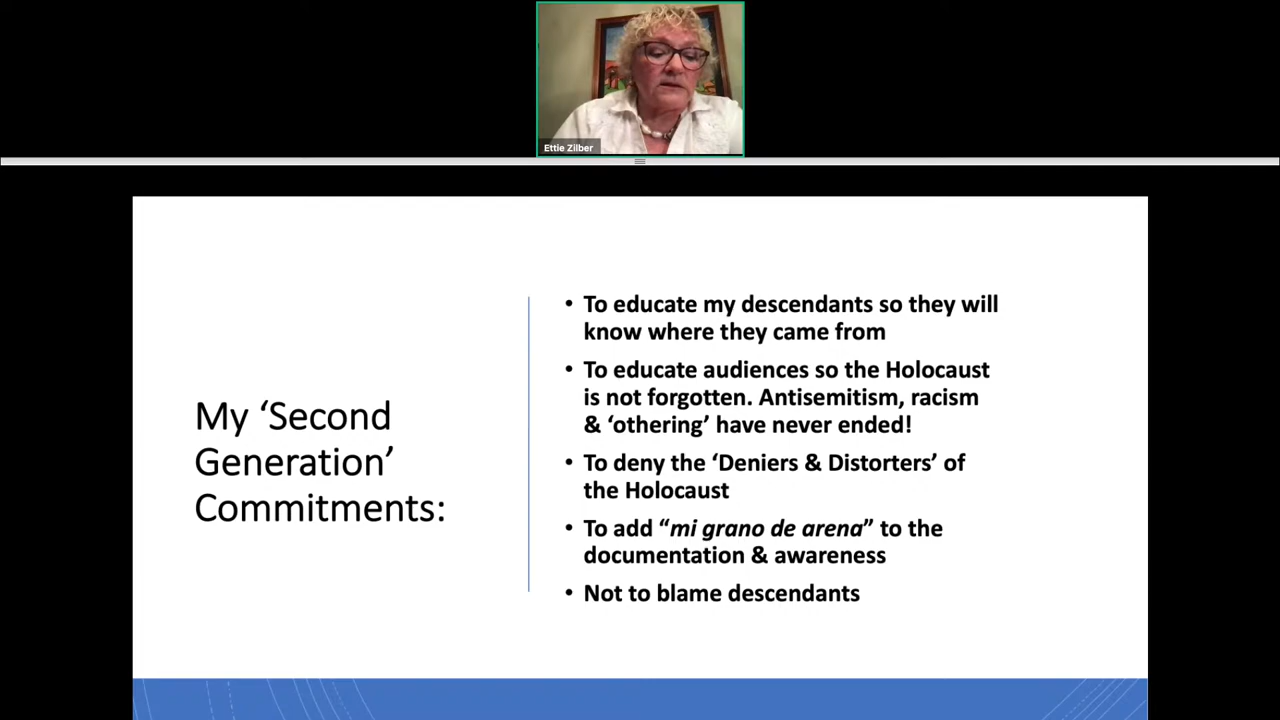 Ettie Zilber
My ‘Second
Generation’
Commitments:
• To educate my descendants so they will
know where they came from
• To educate audiences so the Holocaust
is not forgotten. Antisemitism, racism
& ‘othering’ have never ended!
• To deny the ‘Deniers & Distorters’ of
the Holocaust
• To add “mi grano de arena” to the
documentation & awareness
• Not to blame descendants